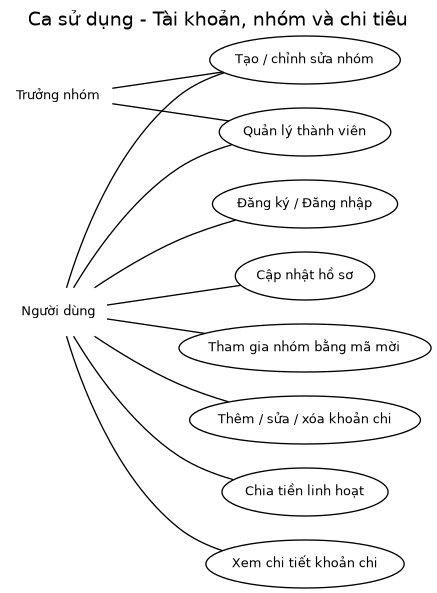 Ca sử dụng - Tài khoản, nhóm và chi tiêu
Tạo / chỉnh sửa nhóm
Trưởng nhóm
Quản lý thành viên
Đăng ký / Đăng nhập
Cập nhật hồ sơ
Người dùng
Tham gia nhóm bằng mã mời
Thêm / sửa / xóa khoản chi
Chia tiền linh hoạt
Xem chi tiết khoản chi